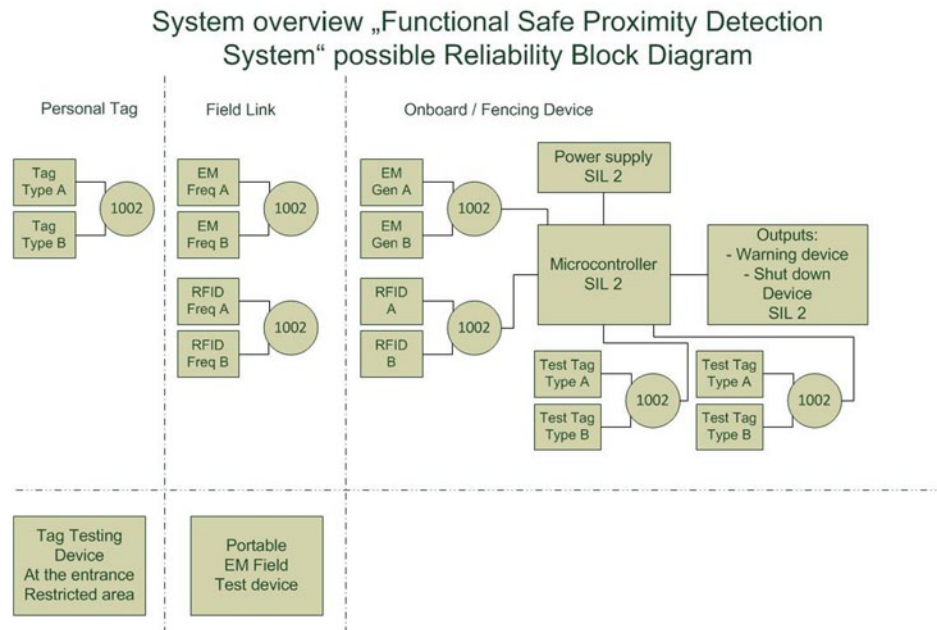 System overview „Functional Safe Proximity Detection
System“ possible Reliability Block Diagram
Personal Tag
Field Link
Onboard / Fencing Device
Tag
Type A
Tag
Type B
1002
EM
Freq A
EM
Freq B
1002
RFID
Freq A
RFID
Freq B
1002
EM
Gen A
EM
Gen B
1002
RFID
A
RFID
B
1002
Power supply
SIL 2
Microcontroller
SIL 2
Outputs:
- Warning device
- Shut down
Device
SIL 2
Test Tag
Type A
Test Tag
Type B
1002
Test Tag
Type A
Test Tag
Type B
1002
Tag Testing
Device
At the entrance
Restricted area
Portable
EM Field
Test device